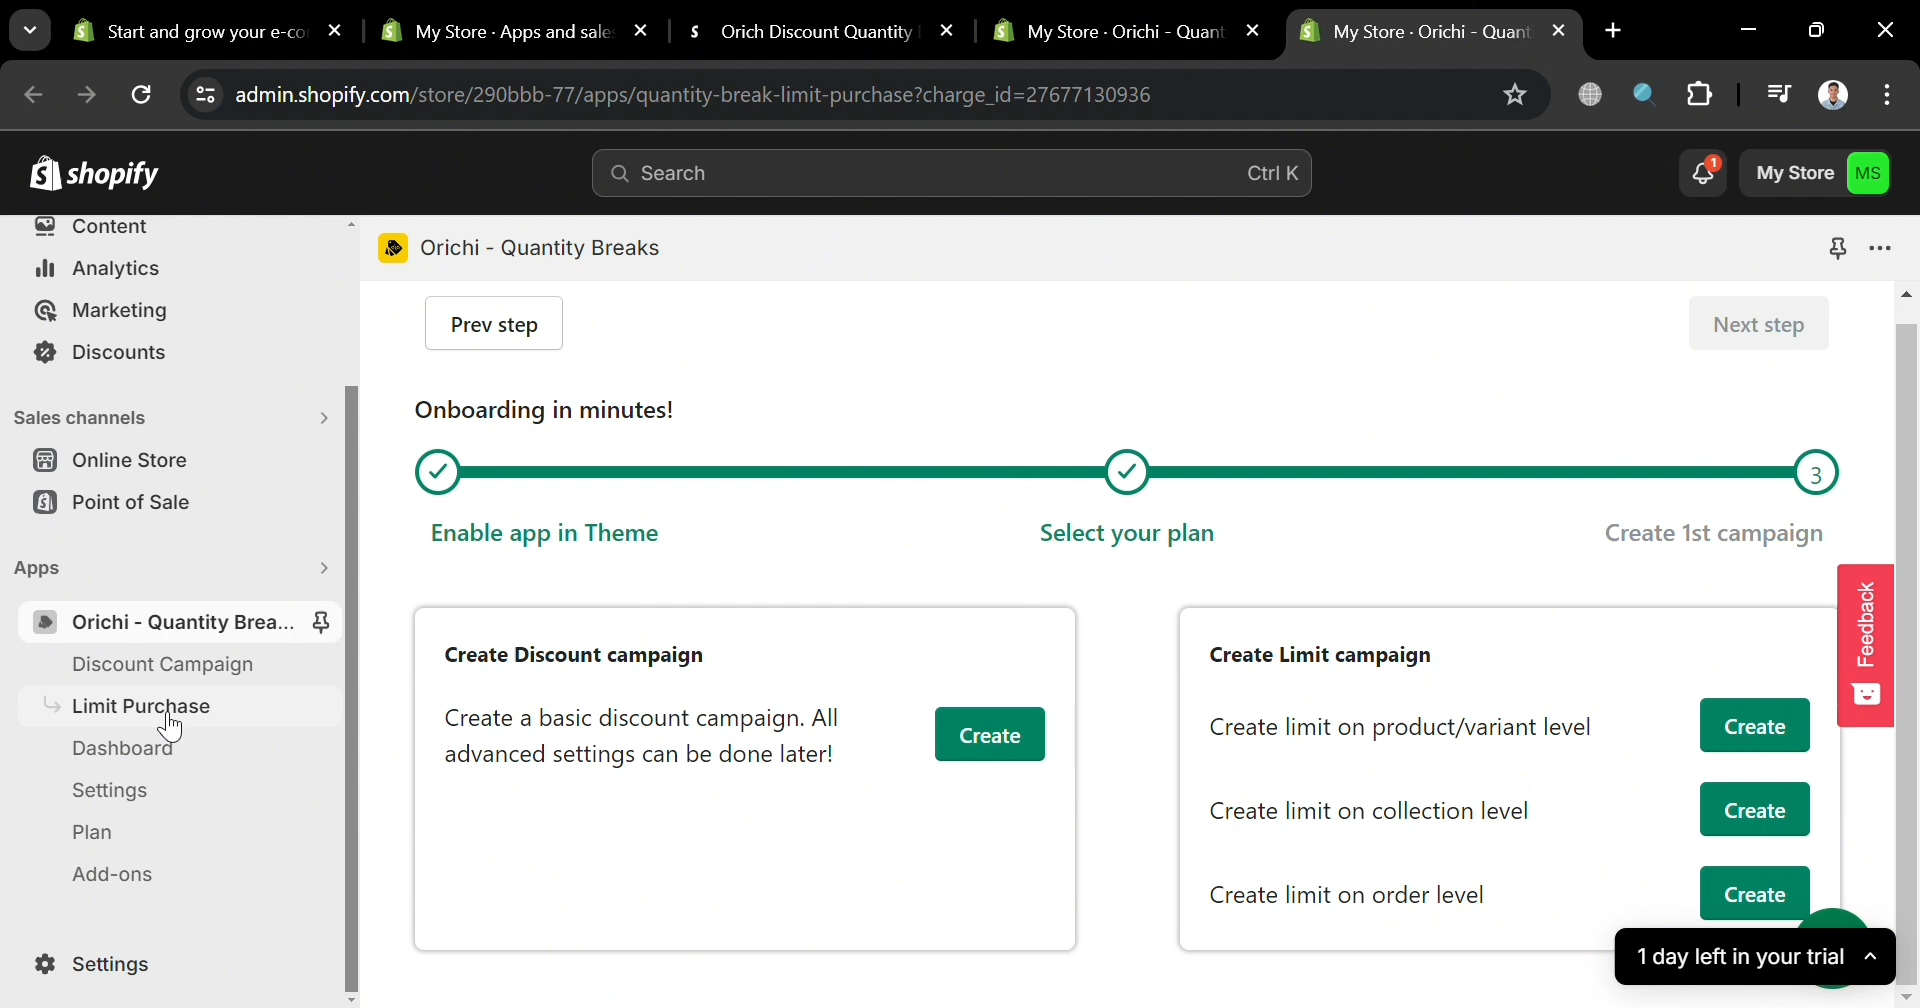 Start and grow your e-co
My Store · Apps and sale
Orich Discount Quantity
My Store · Orichi - Quant
My Store · Orichi - Quant
admin.shopify.com/store/290bbb-77/apps/quantity-break-limit-purchase?charge_id=27677130936
shopify
Search
Ctrl K
1
My Store
MS
Content
Analytics
Marketing
Discounts
Sales channels
Online Store
Point of Sale
Apps
Orichi - Quantity Brea...
Discount Campaign
Limit Purchase
Dashboard
Settings
Plan
Add-ons
Settings
Orichi - Quantity Breaks
Prev step
Next step
Onboarding in minutes!
3
Enable app in Theme
Select your plan
Create 1st campaign
Create Discount campaign
Create a basic discount campaign. All
advanced settings can be done later!
Create
Create Limit campaign
Create limit on product/variant level
Create
Create limit on collection level
Create
Create limit on order level
Create
Feedback
1 day left in your trial